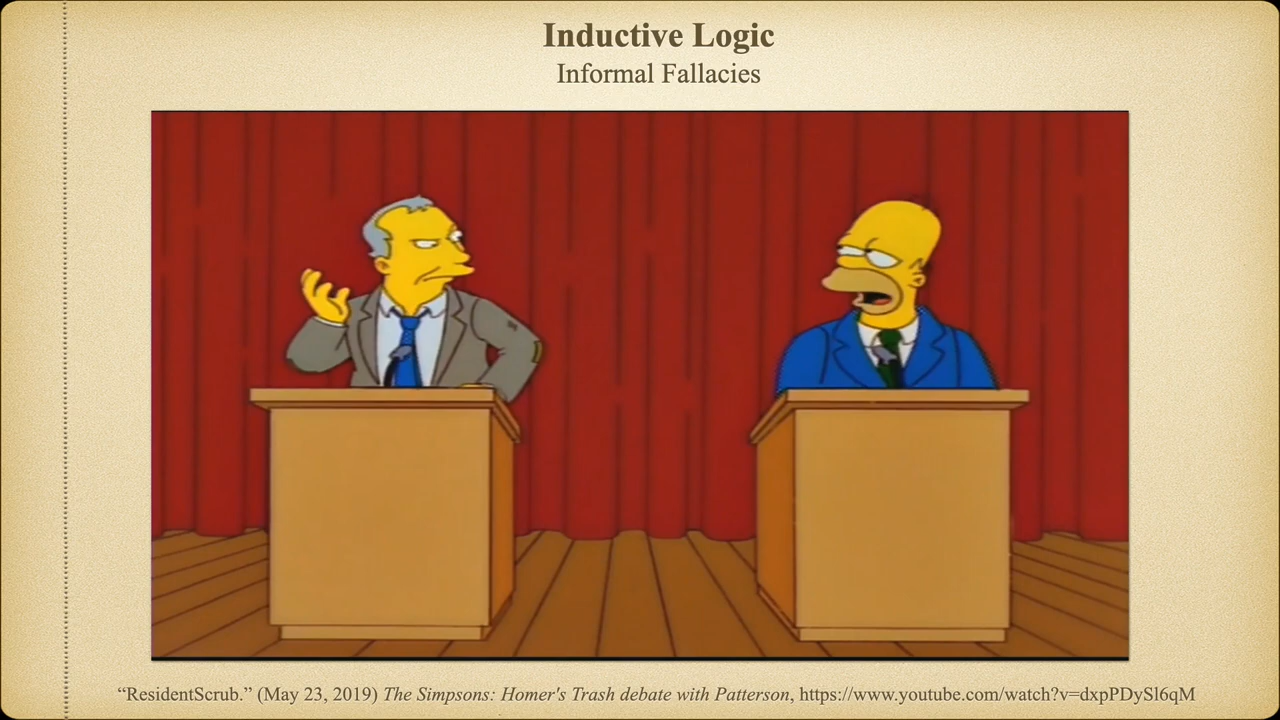 Inductive Logic
Informal Fallacies
“ResidentScrub.” (May 23, 2019) The Simpsons: Homer's Trash debate with Patterson, https://www.youtube.com/watch?v=dxpPDySl6qM